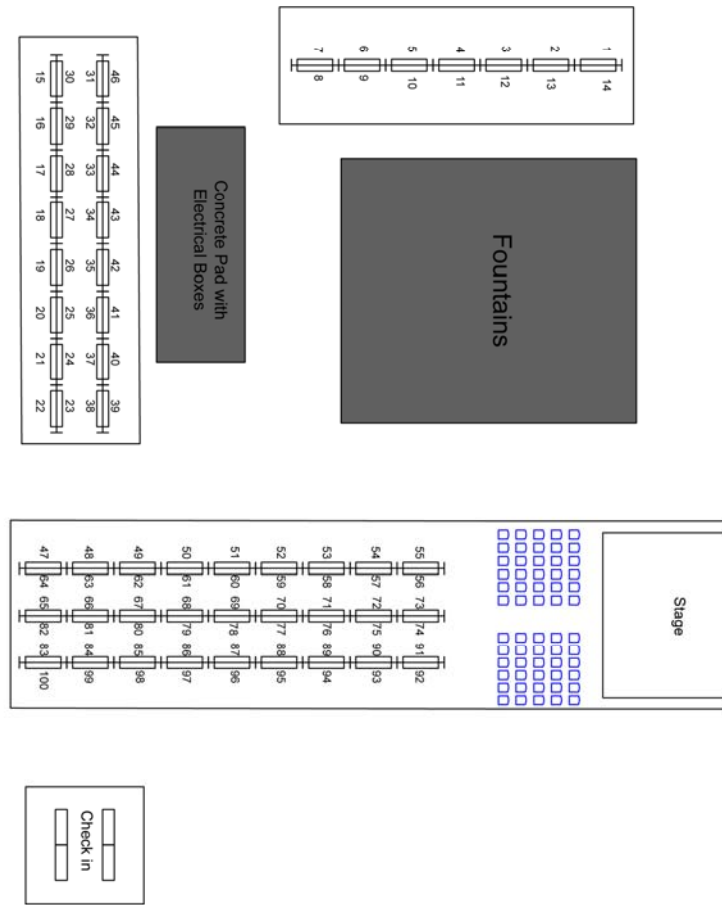 7 6 5 4 3 2 1
8 9 10 11 12 13 14
15 30 31 46
16 29 32 45
17 28 33 44
18 27 34 43
19 26 35 42
20 25 36 41
21 24 37 40
22 23 38 39
Concrete Pad with
Electrical Boxes
Fountains
47 48 49 50 51 52 53 54 55
64 63 62 61 60 59 58 57 56
65 66 67 68 69 70 71 72 73
82 81 80 79 78 77 76 75 74
83 84 85 86 87 88 89 90 91
100 99 98 97 96 95 94 93 92
Stage
Check in